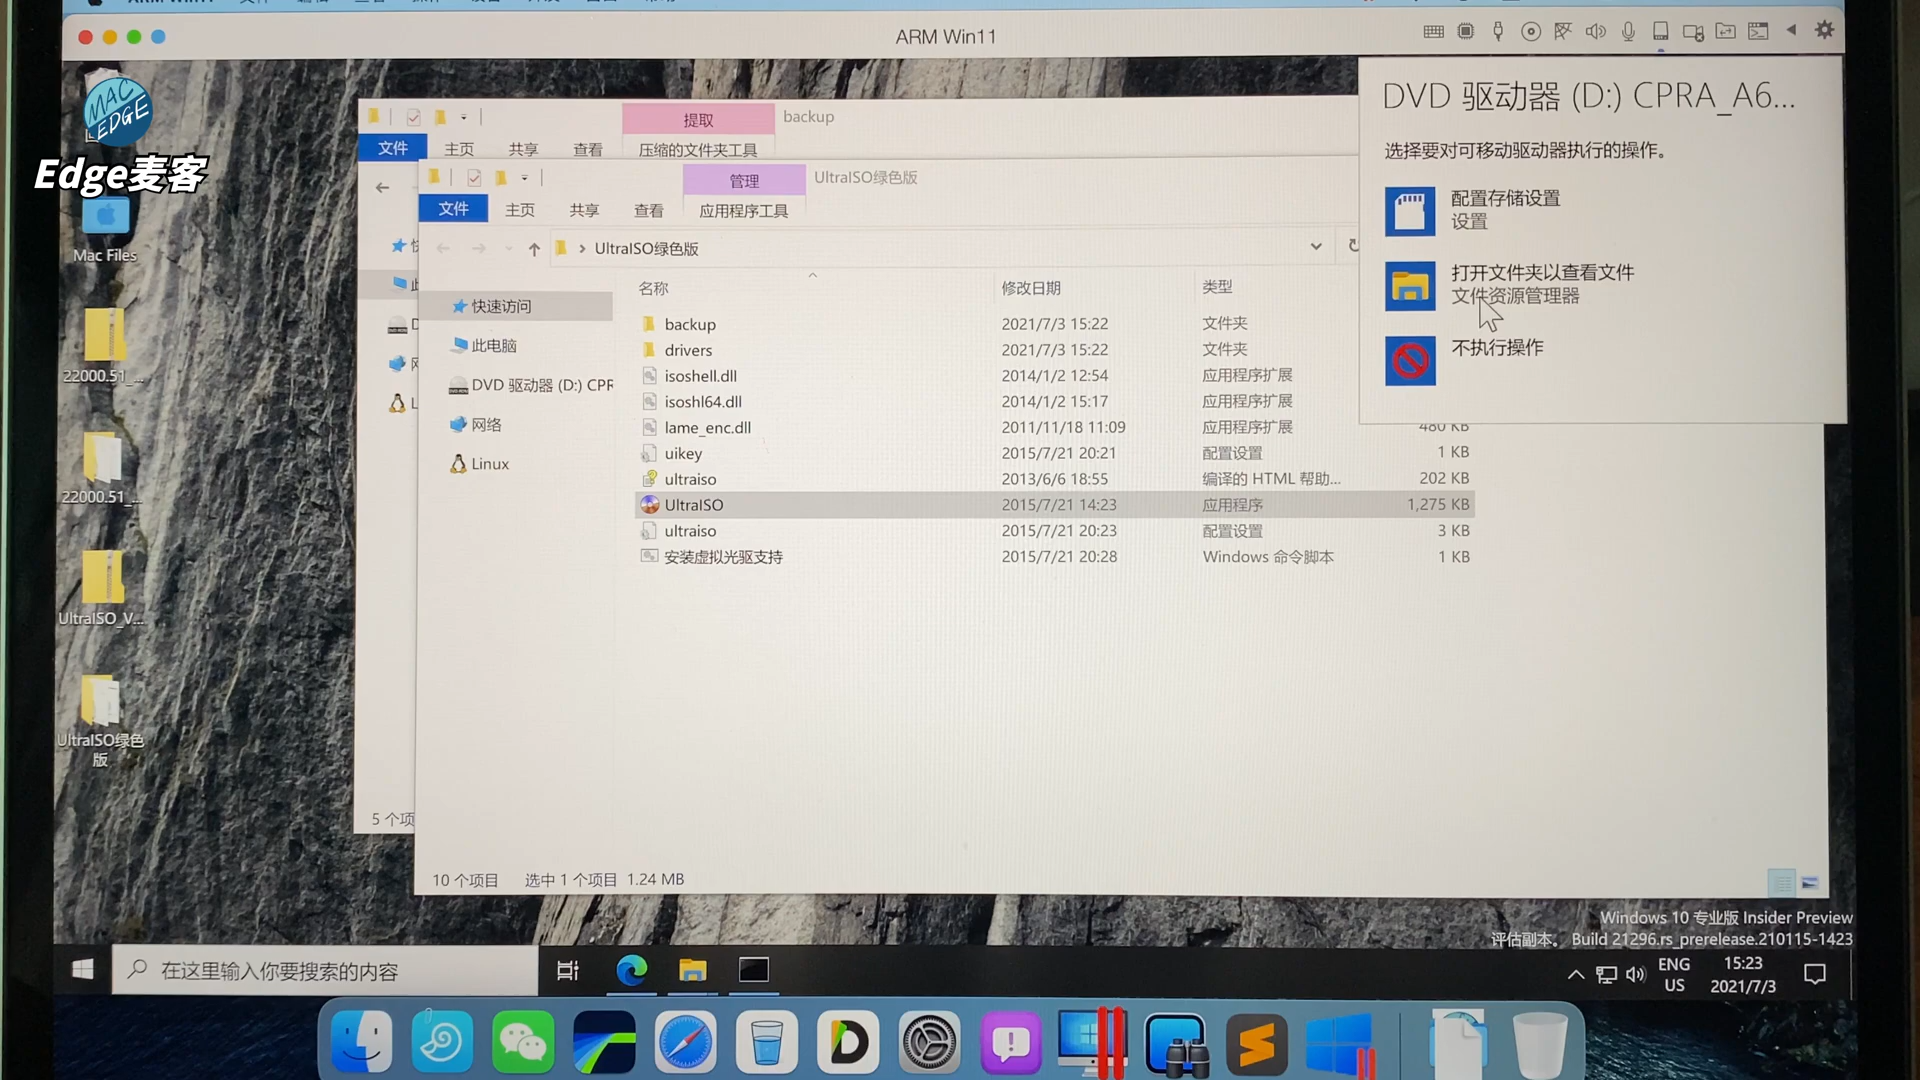 ARM Win11
MAC
EDGE
Edge麦客
Mac Files
22000.51_...
22000.51_...
UltraISO_V...
UltraISO绿色
版
提取
backup
文件
主页
共享
查看
压缩的文件夹工具
管理
UltraISO绿色版
文件
主页
共享
查看
应用程序工具
UltraISO绿色版
快速访问
此电脑
DVD 驱动器 (D:) CPR
网络
Linux
名称 修改日期 类型
backup 2021/7/3 15:22 文件夹
drivers 2021/7/3 15:22 文件夹
isoshell.dll 2014/1/2 12:54 应用程序扩展
isoshl64.dll 2014/1/2 15:17 应用程序扩展
lame_enc.dll 2011/11/18 11:09 应用程序扩展 480 KB
uikey 2015/7/21 20:21 配置设置 1 KB
ultraiso 2013/6/6 18:55 编译的 HTML 帮助... 202 KB
UltraISO 2015/7/21 14:23 应用程序 1,275 KB
ultraiso 2015/7/21 20:23 配置设置 3 KB
安装虚拟光驱支持 2015/7/21 20:28 Windows 命令脚本 1 KB
5 个项
10 个项目 选中 1 个项目 1.24 MB
DVD 驱动器 (D:) CPRA_A6...
选择要对可移动驱动器执行的操作。
配置存储设置
设置
打开文件夹以查看文件
文件资源管理器
不执行操作
Windows 10 专业版 Insider Preview
评估副本。 Build 21296.rs_prerelease.210115-1423
在这里输入你要搜索的内容
ENG
US
15:23
2021/7/3